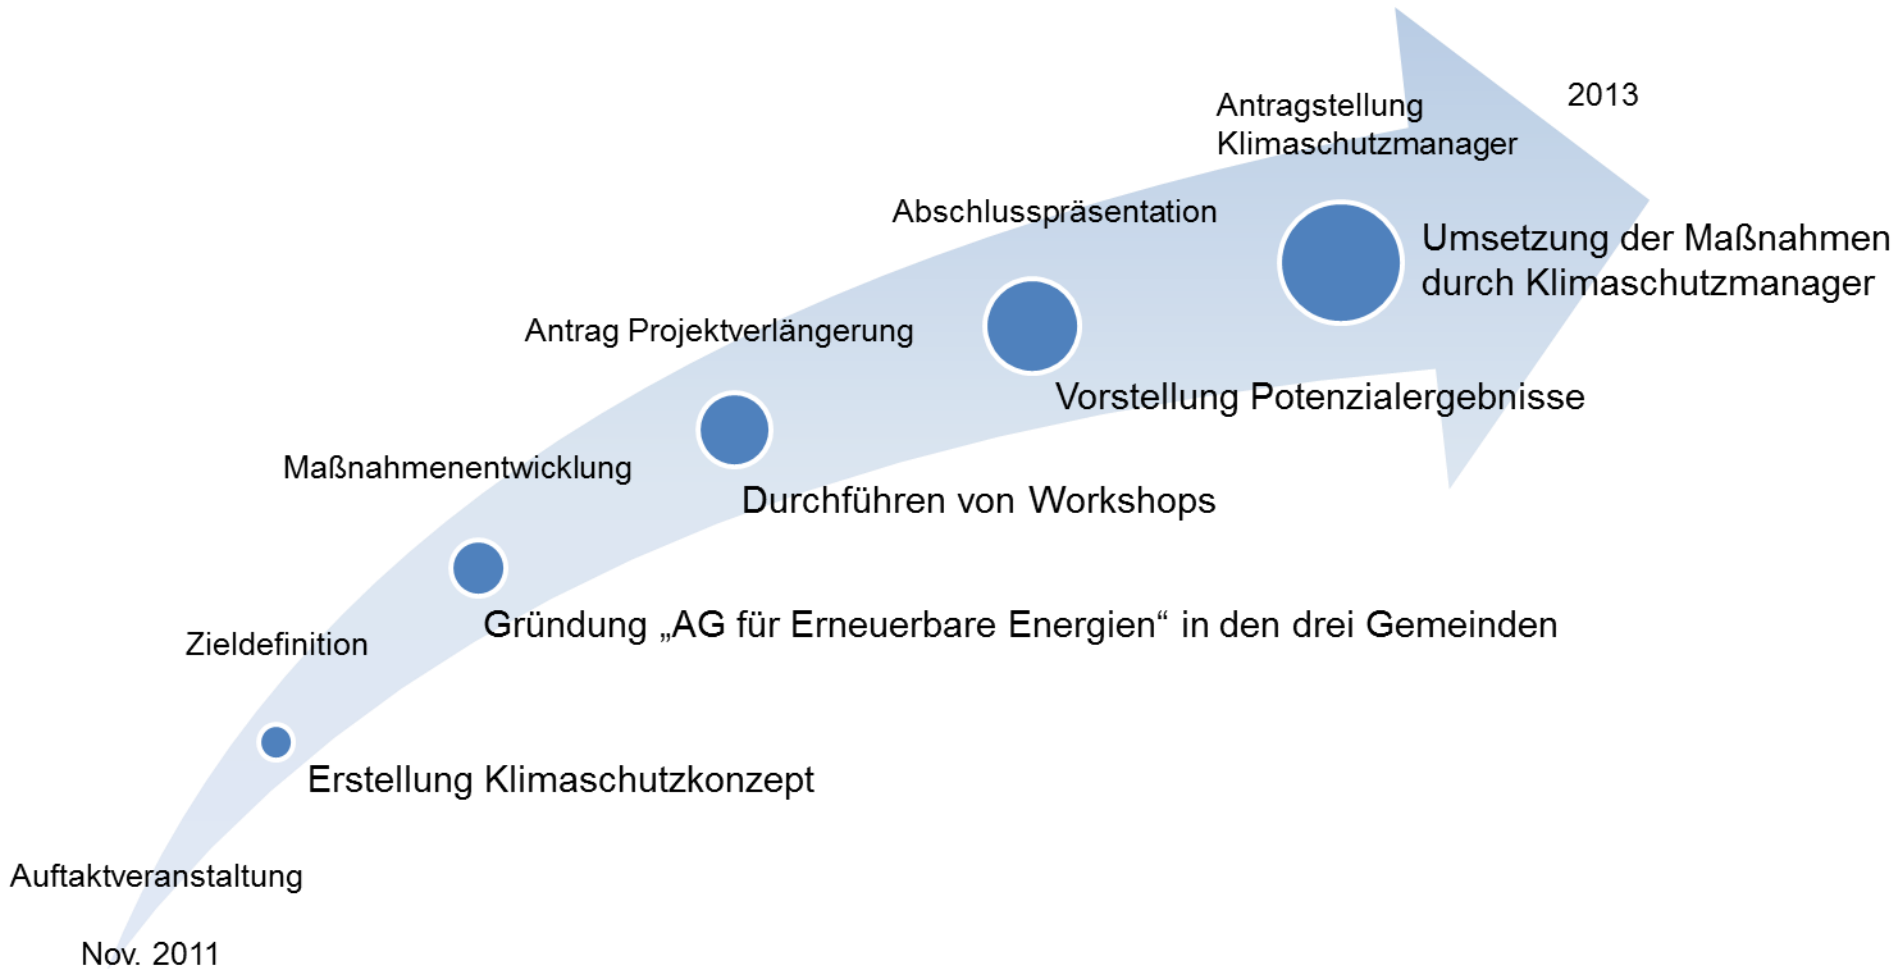 2013
Antragstellung
Klimaschutzmanager
Abschlusspräsentation
Umsetzung der Maßnahmen
durch Klimaschutzmanager
Antrag Projektverlängerung
Vorstellung Potenzialergebnisse
Maßnahmenentwicklung
Durchführen von Workshops
Zieldefinition
Gründung „AG für Erneuerbare Energien“ in den drei Gemeinden
Erstellung Klimaschutzkonzept
Auftaktveranstaltung
Nov. 2011